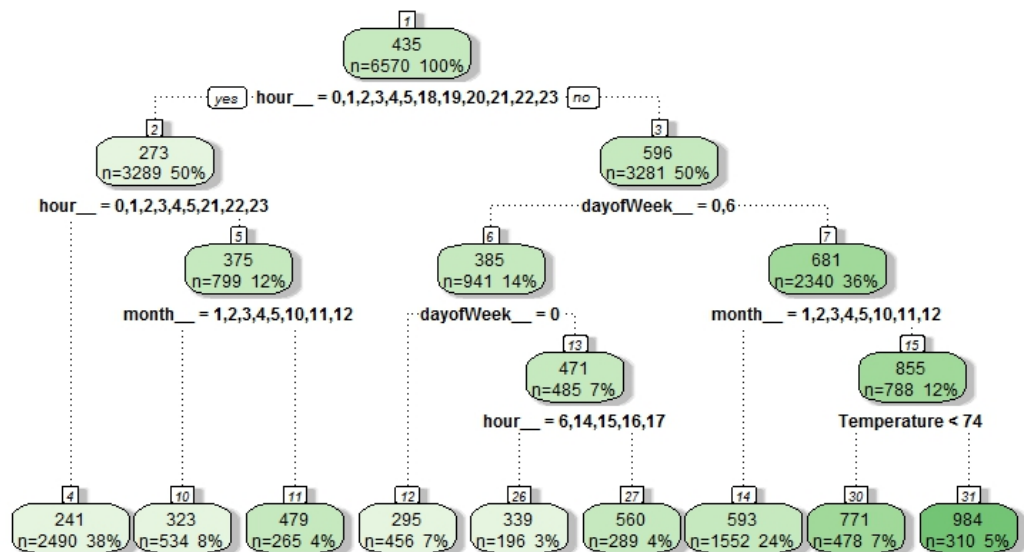 1
435
n=6570 100%
yes hour__ = 0,1,2,3,4,5,18,19,20,21,22,23 no
2 3
273 596
n=3289 50% n=3281 50%
hour__ = 0,1,2,3,4,5,21,22,23 dayofWeek__ = 0,6
5 6 7
375 385 681
n=799 12% n=941 14% n=2340 36%
month__ = 1,2,3,4,5,10,11,12 dayofWeek__ = 0 month__ = 1,2,3,4,5,10,11,12
13 15
471 855
n=485 7% n=788 12%
hour__ = 6,14,15,16,17 Temperature < 74
4 10 11 12 26 27 14 30 31
241 323 479 295 339 560 593 771 984
n=2490 38% n=534 8% n=265 4% n=456 7% n=196 3% n=289 4% n=1552 24% n=478 7% n=310 5%